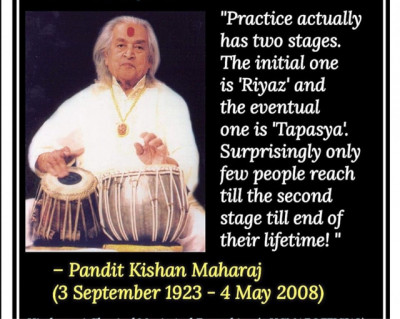 "Practice actually
has two stages.
The initial one
is 'Riyaz' and
the eventual
one is 'Tapasya'.
Surprisingly only
few people reach
till the second
stage till end of
their lifetime! "
– Pandit Kishan Maharaj
(3 September 1923 - 4 May 2008)